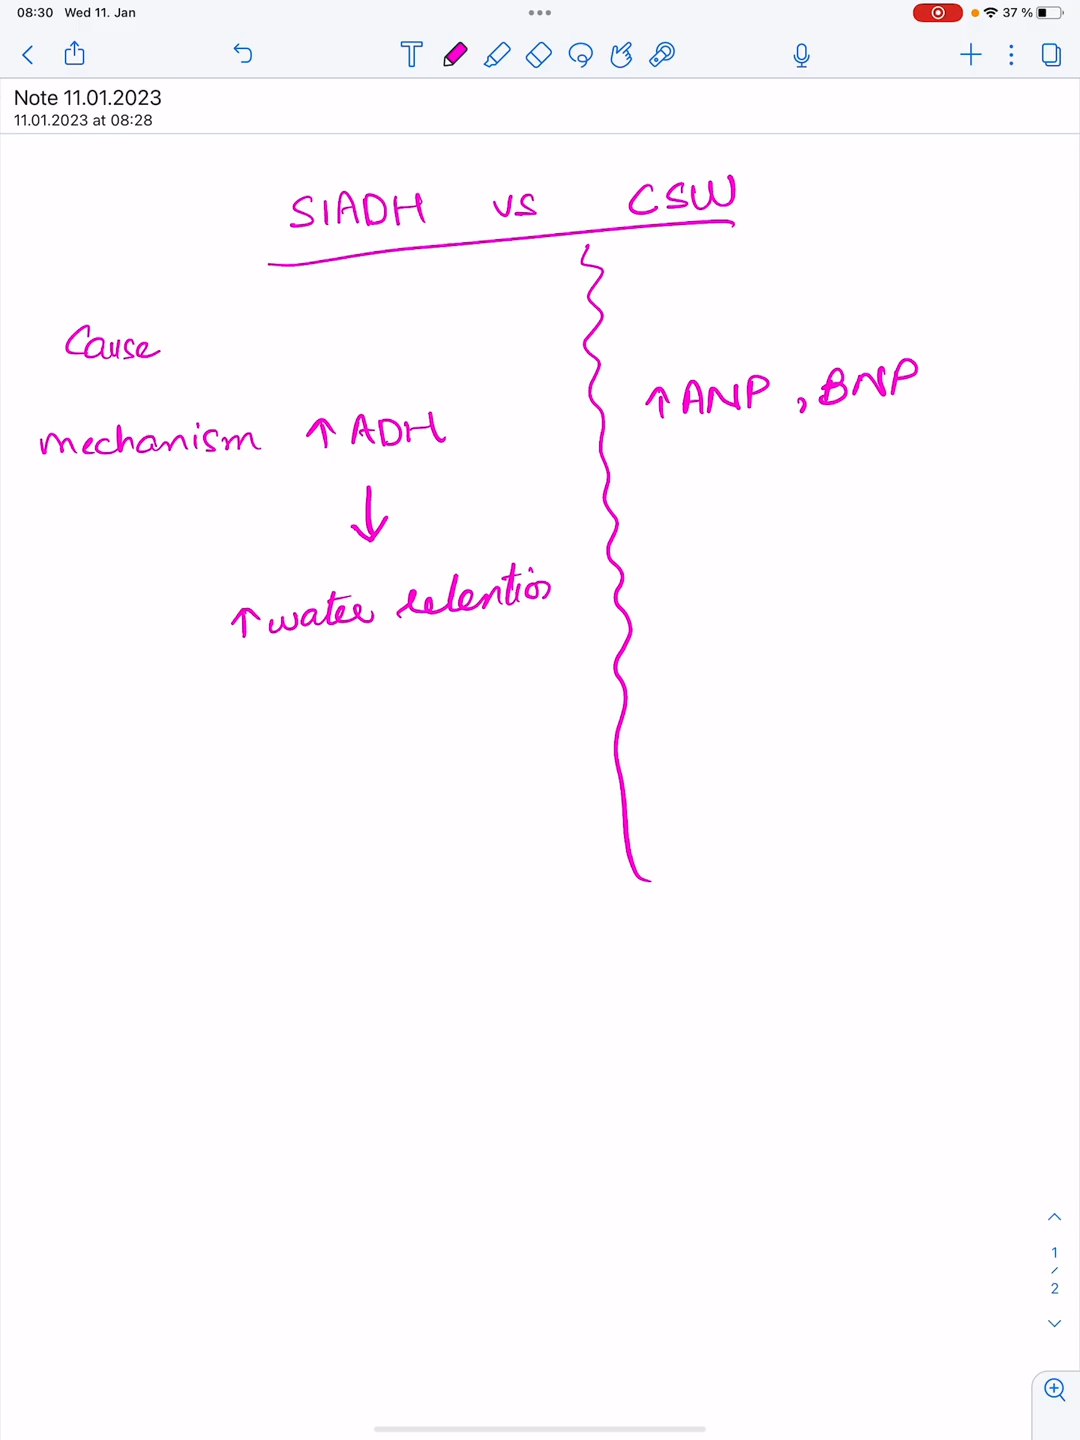 08:30 Wed 11. Jan
37 %
T
Note 11.01.2023
11.01.2023 at 08:28
SIADH vs CSW
Cause
mechanism ↑ ADH
↑ ANP, BNP
↓
↑ water retention
1
/
2